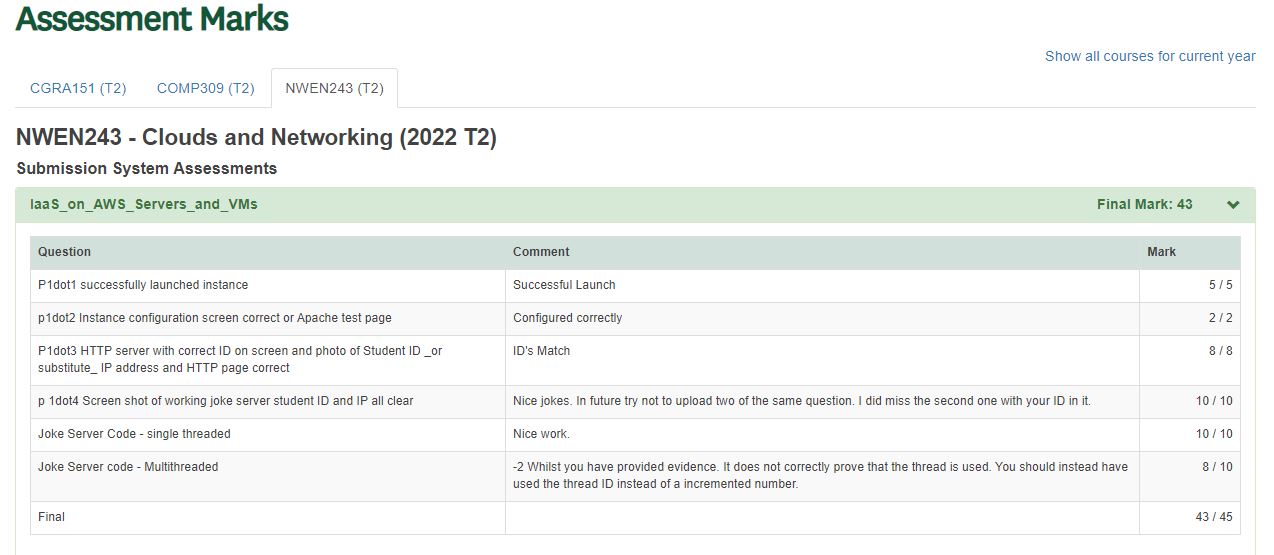 Assessment Marks
Show all courses for current year
CGRA151 (T2) COMP309 (T2) NWEN243 (T2)
NWEN243 - Clouds and Networking (2022 T2)
Submission System Assessments
IaaS_on_AWS_Servers_and_VMs Final Mark: 43
Question Comment Mark
P1dot1 successfully launched instance Successful Launch 5 / 5
p1dot2 Instance configuration screen correct or Apache test page Configured correctly 2 / 2
P1dot3 HTTP server with correct ID on screen and photo of Student ID _or ID's Match 8 / 8
substitute_ IP address and HTTP page correct
p 1dot4 Screen shot of working joke server student ID and IP all clear Nice jokes. In future try not to upload two of the same question. I did miss the second one with your ID in it. 10 / 10
Joke Server Code - single threaded Nice work. 10 / 10
Joke Server code - Multithreaded -2 Whilst you have provided evidence. It does not correctly prove that the thread is used. You should instead have 8 / 10
used the thread ID instead of a incremented number.
Final 43 / 45